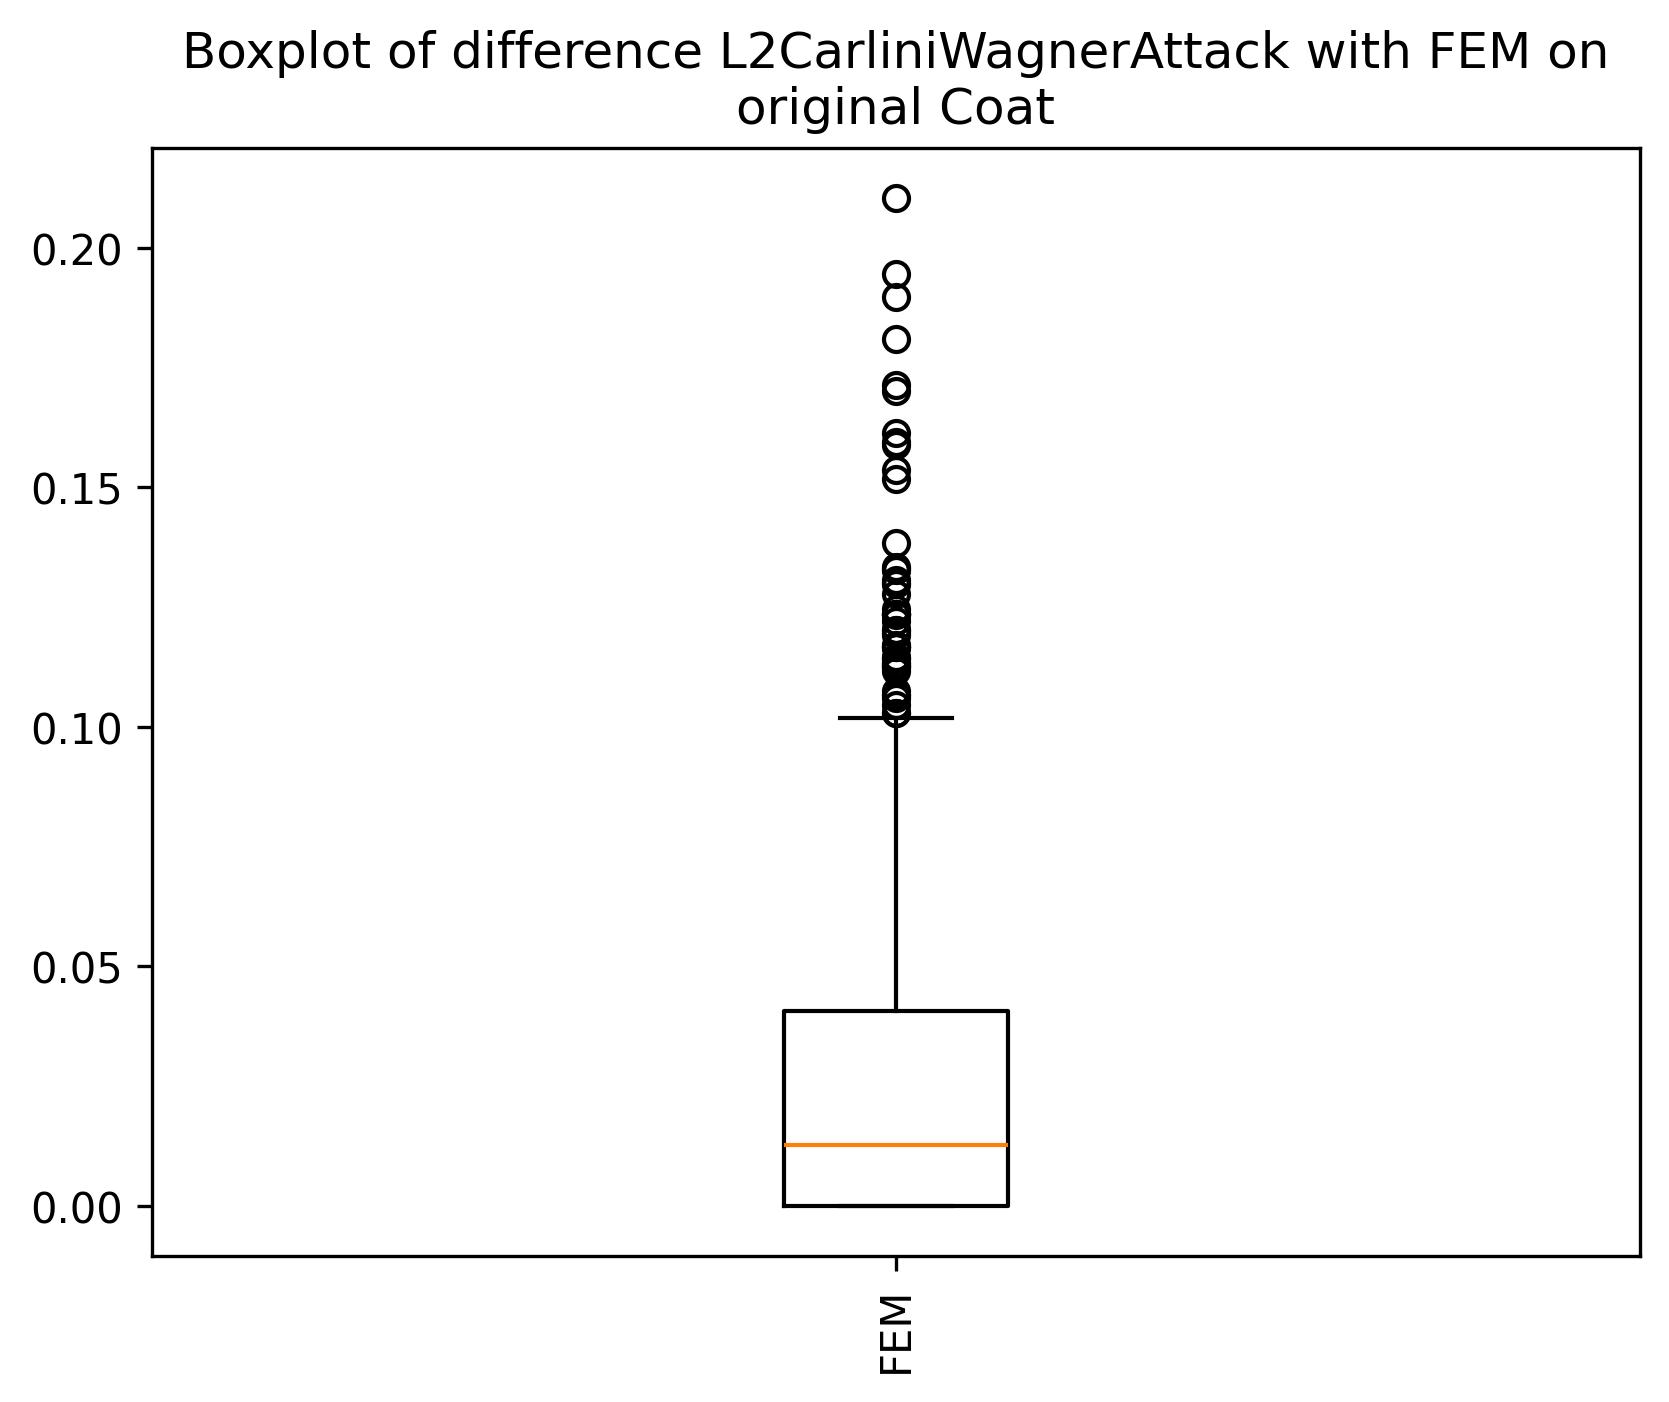 Boxplot of difference L2CarliniWagnerAttack with FEM on
original Coat
0.20
0.15
0.10
0.05
0.00
FEM